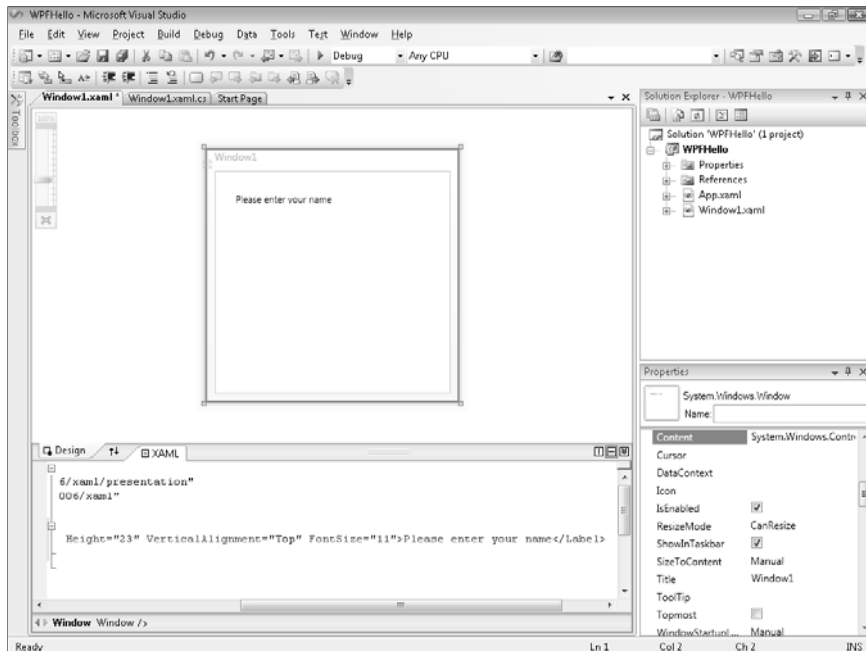 WPFHello - Microsoft Visual Studio
File Edit View Project Build Debug Data Tools Test Window Help
Debug Any CPU
Toolbox
Window1.xaml* Window1.xaml.cs Start Page
100%
Window1
Please enter your name
Design XAML
6/xaml/presentation"
006/xaml"
Height="23" VerticalAlignment="Top" FontSize="11">Please enter your name</Label>
Window Window />
Solution Explorer - WPFHello
Solution 'WPFHello' (1 project)
WPFHello
Properties
References
App.xaml
Window1.xaml
Properties
System.Windows.Window
Name:
Content System.Windows.Contr
Cursor
DataContext
Icon
IsEnabled
ResizeMode CanResize
ShowInTaskbar
SizeToContent Manual
Title Window1
ToolTip
Topmost
WindowStartupl... Manual
Ready Ln 1 Col 2 Ch 2 INS